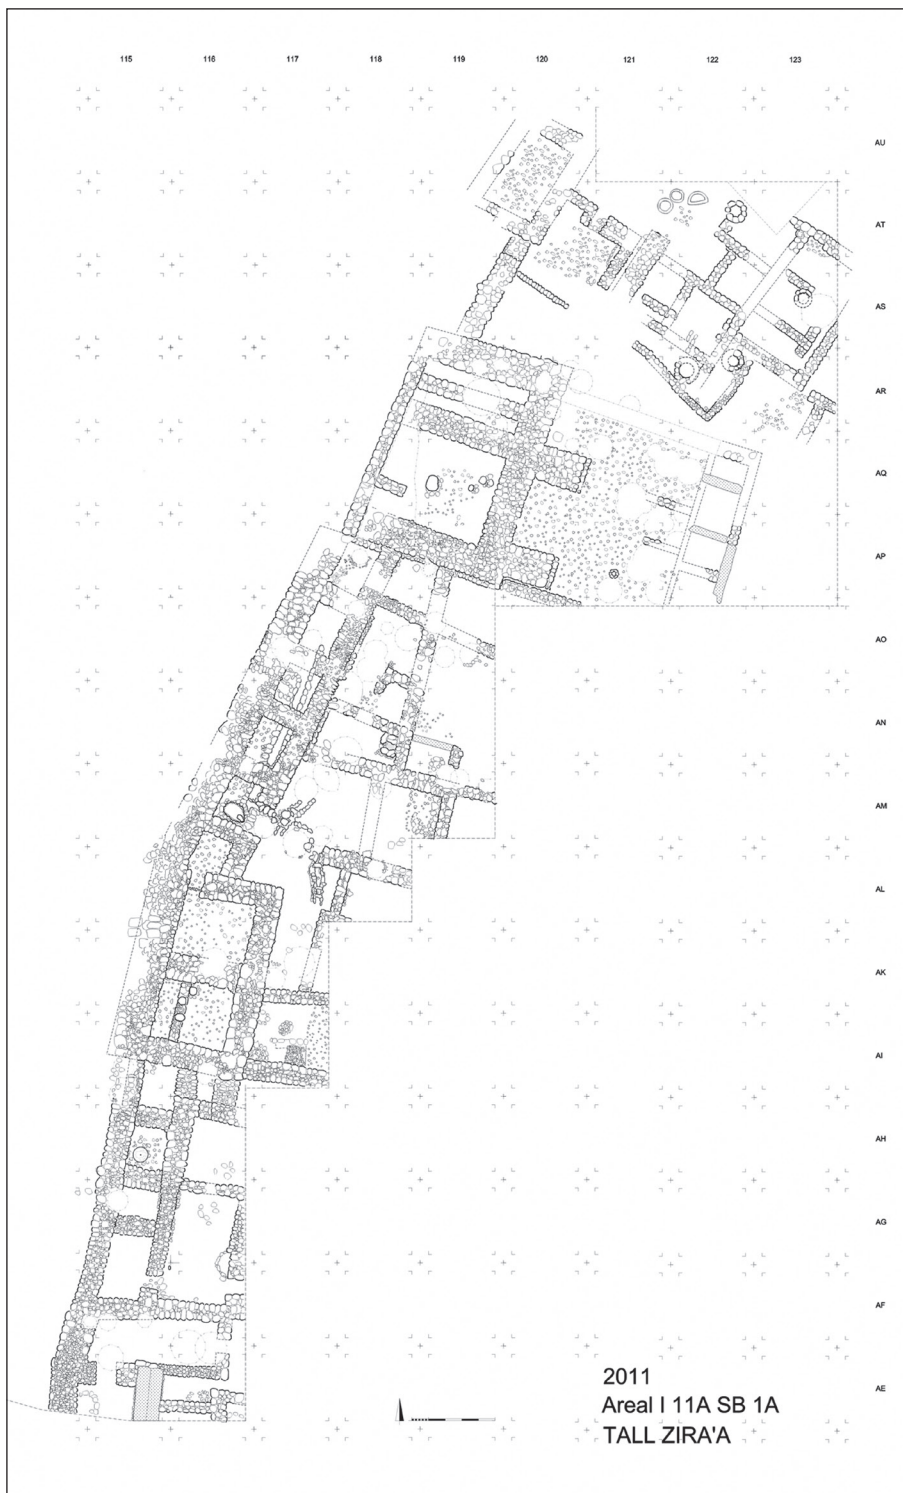 115 116 117 118 119 120 121 122 123
AU
AT
AS
AR
AQ
AP
AO
AN
AM
AL
AK
AI
AH
AG
AF
AE
2011
Areal I 11A SB 1A
TALL ZIRA'A